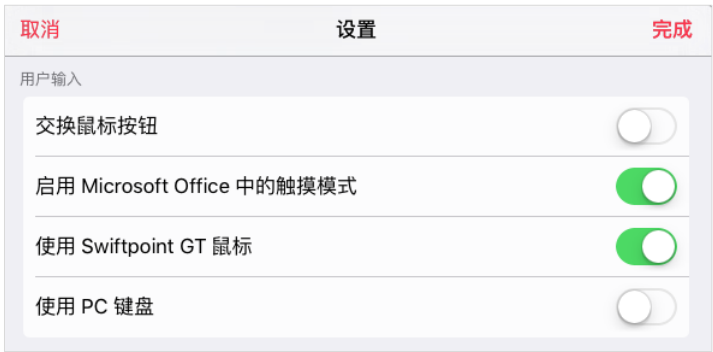 取消 设置 完成
用户输入
交换鼠标按钮
启用 Microsoft Office 中的触摸模式
使用 Swiftpoint GT 鼠标
使用 PC 键盘